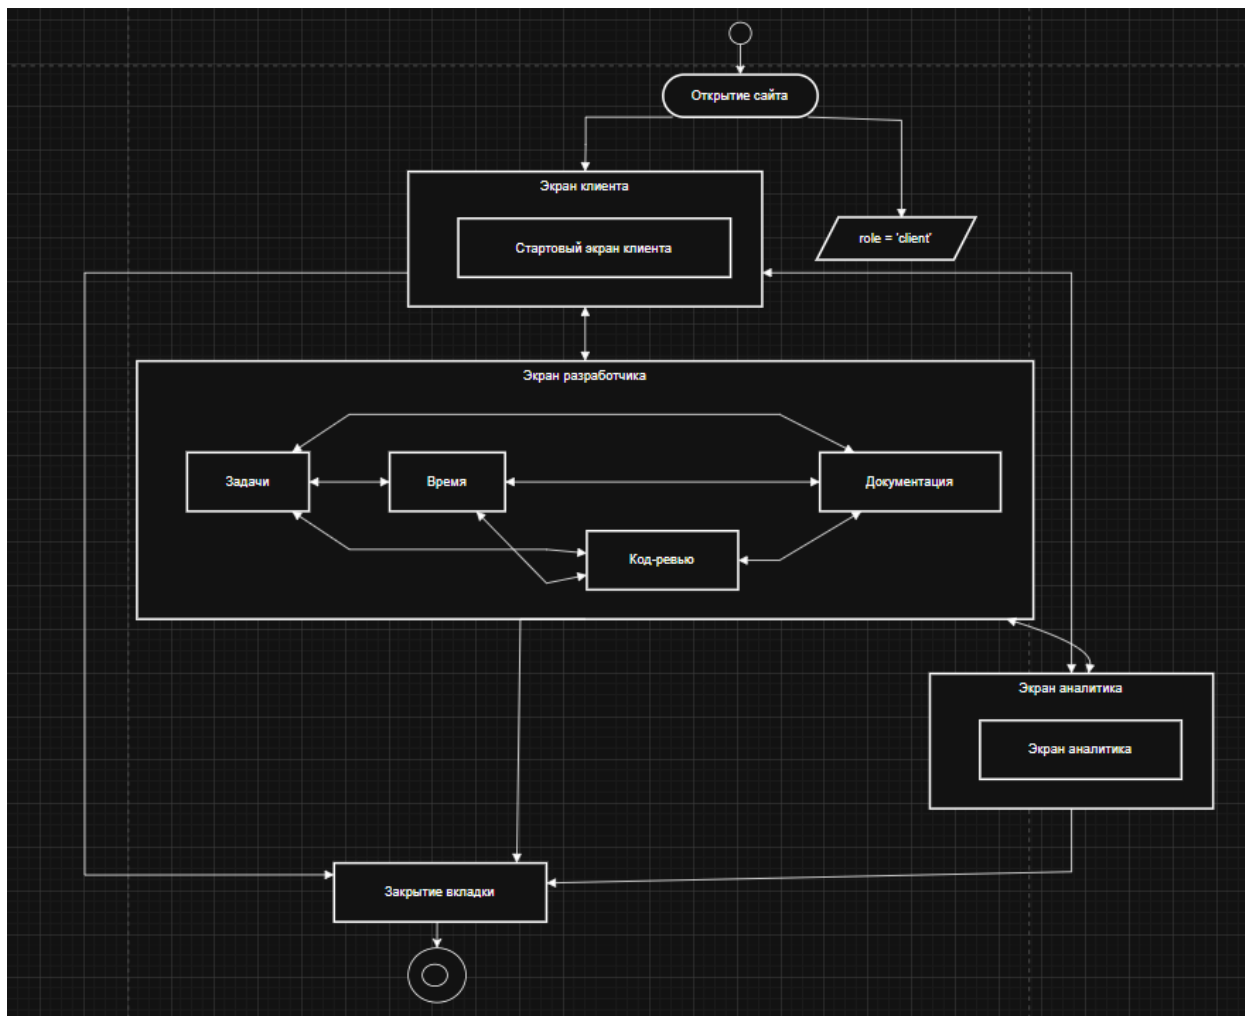 Открытие сайта
Экран клиента
Стартовый экран клиента
role = 'client'
Экран разработчика
Задачи
Время
Документация
Код-ревью
Экран аналитика
Экран аналитика
Закрытие вкладки